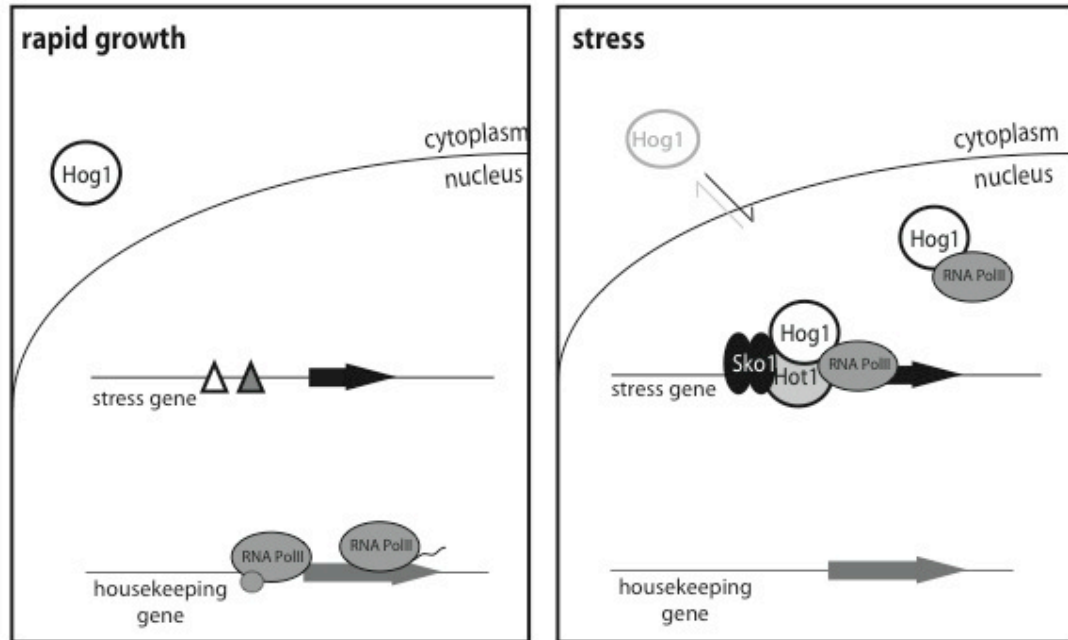 rapid growth
Hog1
cytoplasm
nucleus
stress gene
RNA PolII
RNA PolII
housekeeping
gene
stress
Hog1
cytoplasm
nucleus
Hog1
RNA PolII
Hog1
Sko1
RNA PolII
Hot1
stress gene
housekeeping
gene